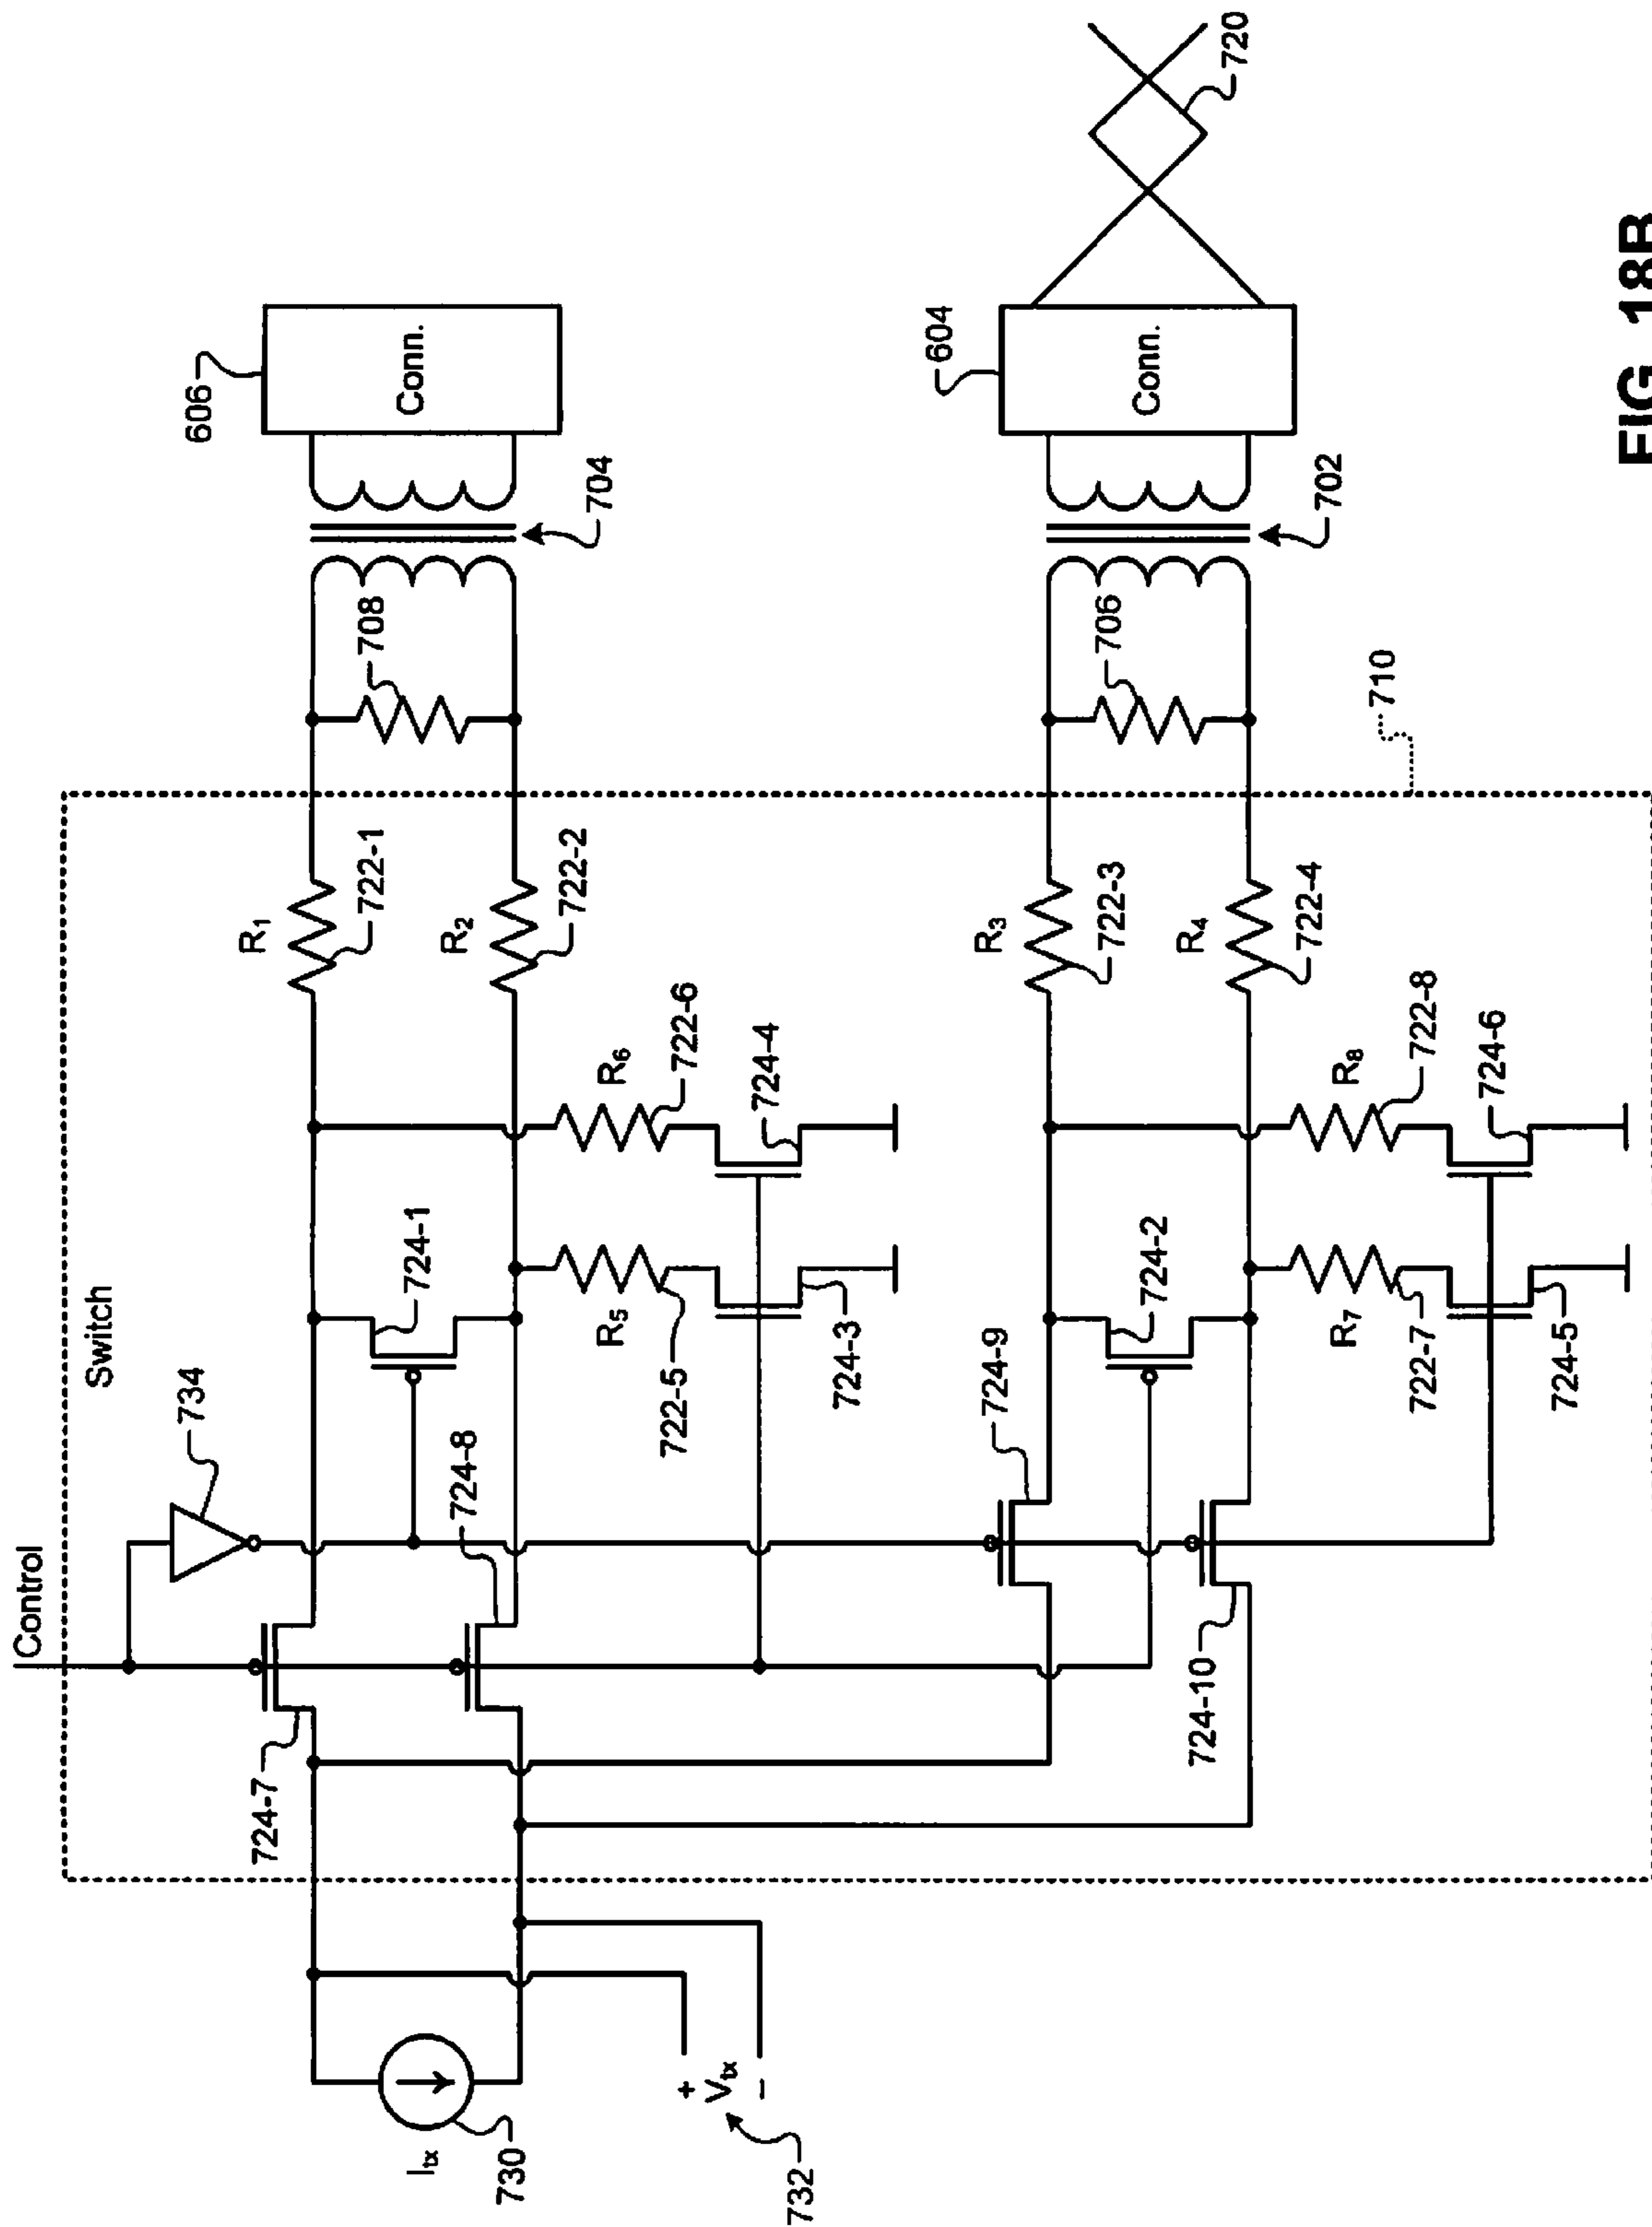 Control
Switch
734
724-7
724-8
724-1
R₁
722-1
R₂
722-2
708
704
606
Conn.
Iₜₓ
730
+
Vₜₓ
−
732
R₅
722-5
724-3
R₆
722-6
724-4
724-9
724-10
724-2
R₃
722-3
R₄
722-4
706
702
604
Conn.
720
R₇
722-7
724-5
R₈
722-8
724-6
710
FIG. 18B